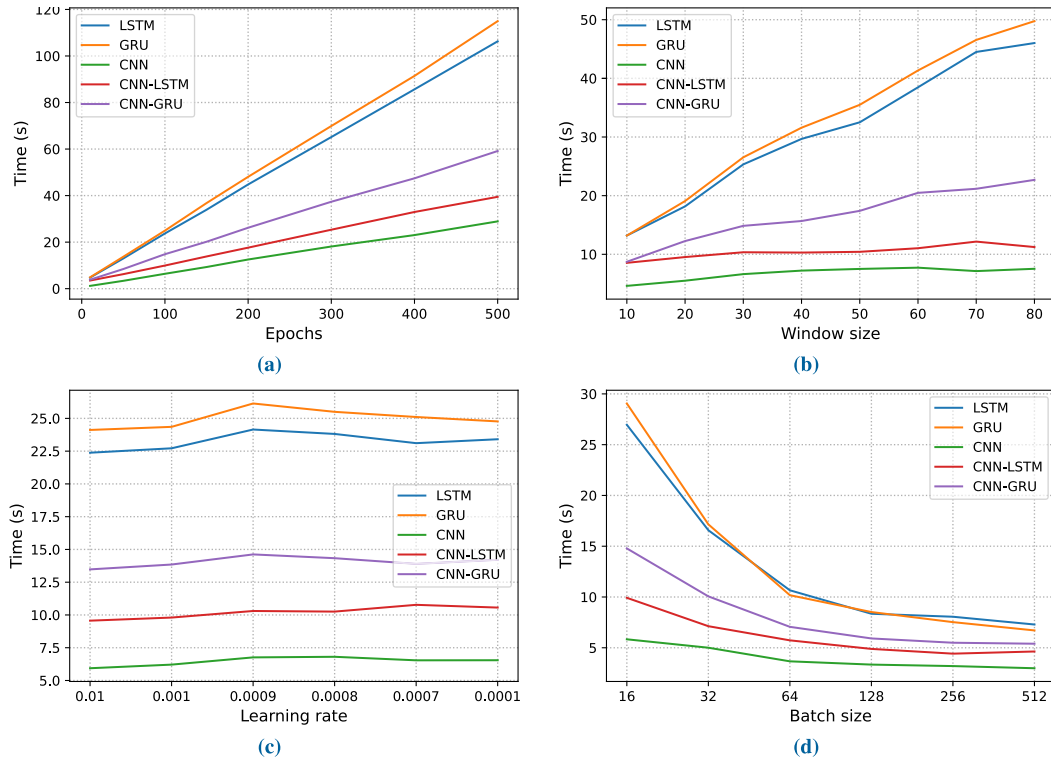 120
100
80
60
40
20
0
Time (s)
LSTM
GRU
CNN
CNN-LSTM
CNN-GRU
0 100 200 300 400 500
Epochs
(a)
50
40
30
20
10
Time (s)
LSTM
GRU
CNN
CNN-LSTM
CNN-GRU
10 20 30 40 50 60 70 80
Window size
(b)
25.0
22.5
20.0
17.5
15.0
12.5
10.0
7.5
5.0
Time (s)
LSTM
GRU
CNN
CNN-LSTM
CNN-GRU
0.01 0.001 0.0009 0.0008 0.0007 0.0001
Learning rate
(c)
30
25
20
15
10
5
Time (s)
LSTM
GRU
CNN
CNN-LSTM
CNN-GRU
16 32 64 128 256 512
Batch size
(d)